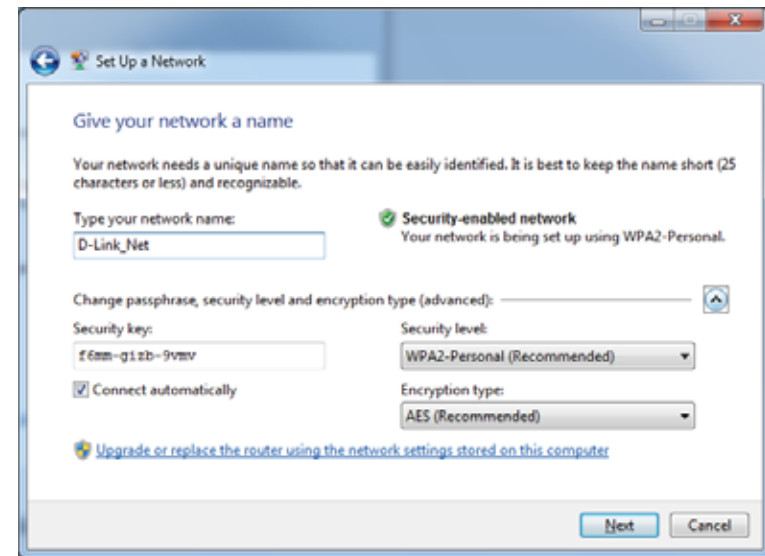 Set Up a Network
Give your network a name
Your network needs a unique name so that it can be easily identified. It is best to keep the name short (25
characters or less) and recognizable.
Type your network name:
D-Link_Net
Security-enabled network
Your network is being set up using WPA2-Personal.
Change passphrase, security level and encryption type (advanced):
Security key:
f6mm-gizb-9vmv
Connect automatically
Security level:
WPA2-Personal (Recommended)
Encryption type:
AES (Recommended)
Upgrade or replace the router using the network settings stored on this computer
Next
Cancel